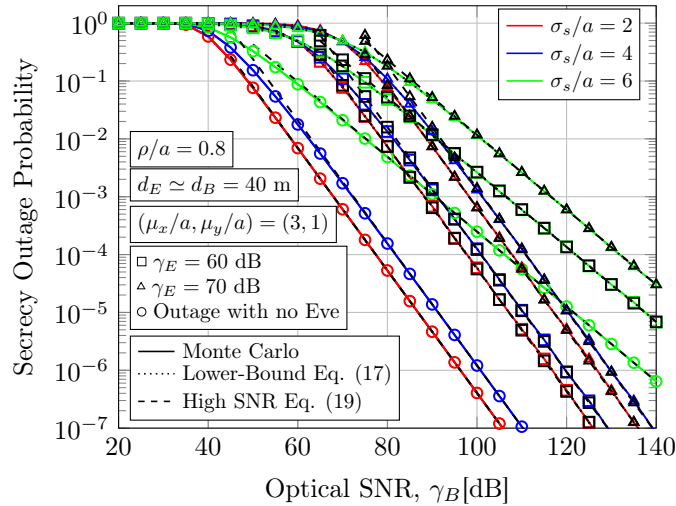 Secrecy Outage Probability
10^0
10^−1
10^−2
10^−3
10^−4
10^−5
10^−6
10^−7
σ_s/a = 2
σ_s/a = 4
σ_s/a = 6
ρ/a = 0.8
d_E ≃ d_B = 40 m
(μ_x/a, μ_y/a) = (3, 1)
γ_E = 60 dB
γ_E = 70 dB
Outage with no Eve
Monte Carlo
Lower-Bound Eq. (17)
High SNR Eq. (19)
20 40 60 80 100 120 140
Optical SNR, γ_B[dB]